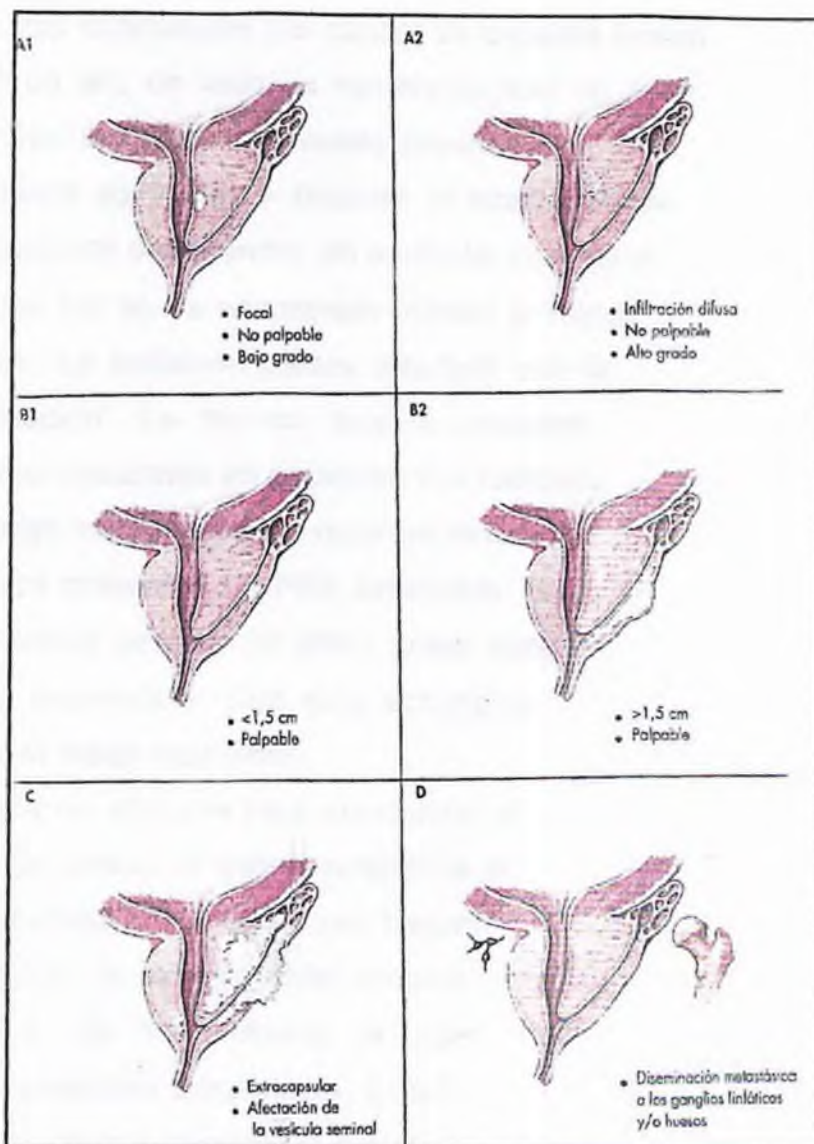 A1
• Focal
• No palpable
• Bajo grado
A2
• Infiltración difusa
• No palpable
• Alto grado
B1
• <1,5 cm
• Palpable
B2
• >1,5 cm
• Palpable
C
• Extracapsular
• Afectación de
la vesícula seminal
D
• Diseminación metastásica
a los ganglios linfáticos
y/o huesos